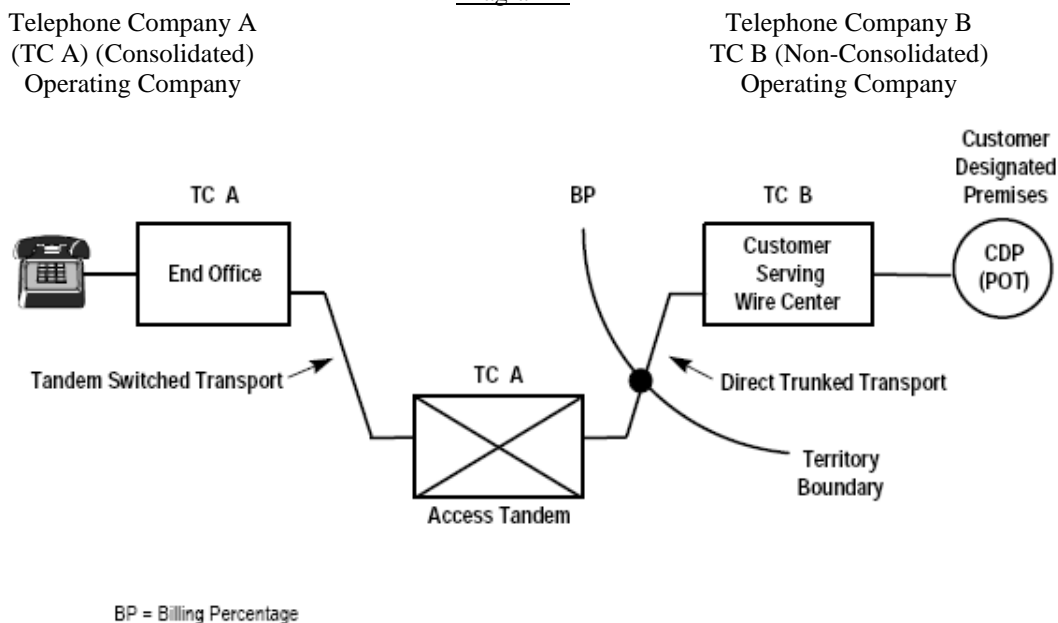 Telephone Company A
(TC A) (Consolidated)
Operating Company
Telephone Company B
TC B (Non-Consolidated)
Operating Company
Customer
Designated
Premises
TC A
BP
TC B
End Office
Customer
Serving
Wire Center
CDP
(POT)
Tandem Switched Transport
TC A
Direct Trunked Transport
Territory
Boundary
Access Tandem
BP = Billing Percentage